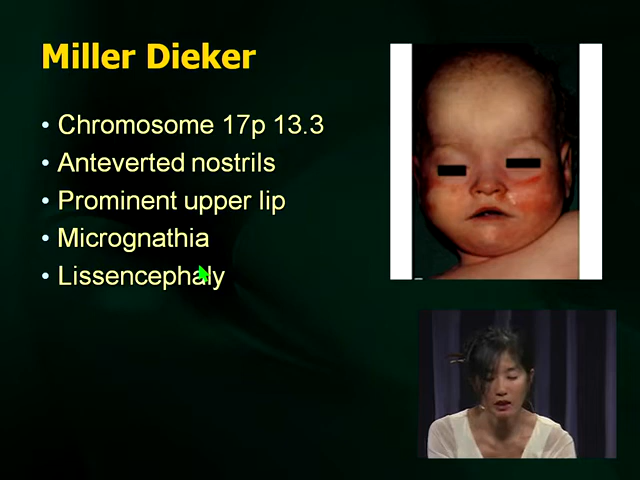 Miller Dieker
• Chromosome 17p 13.3
• Anteverted nostrils
• Prominent upper lip
• Micrognathia
• Lissencephaly